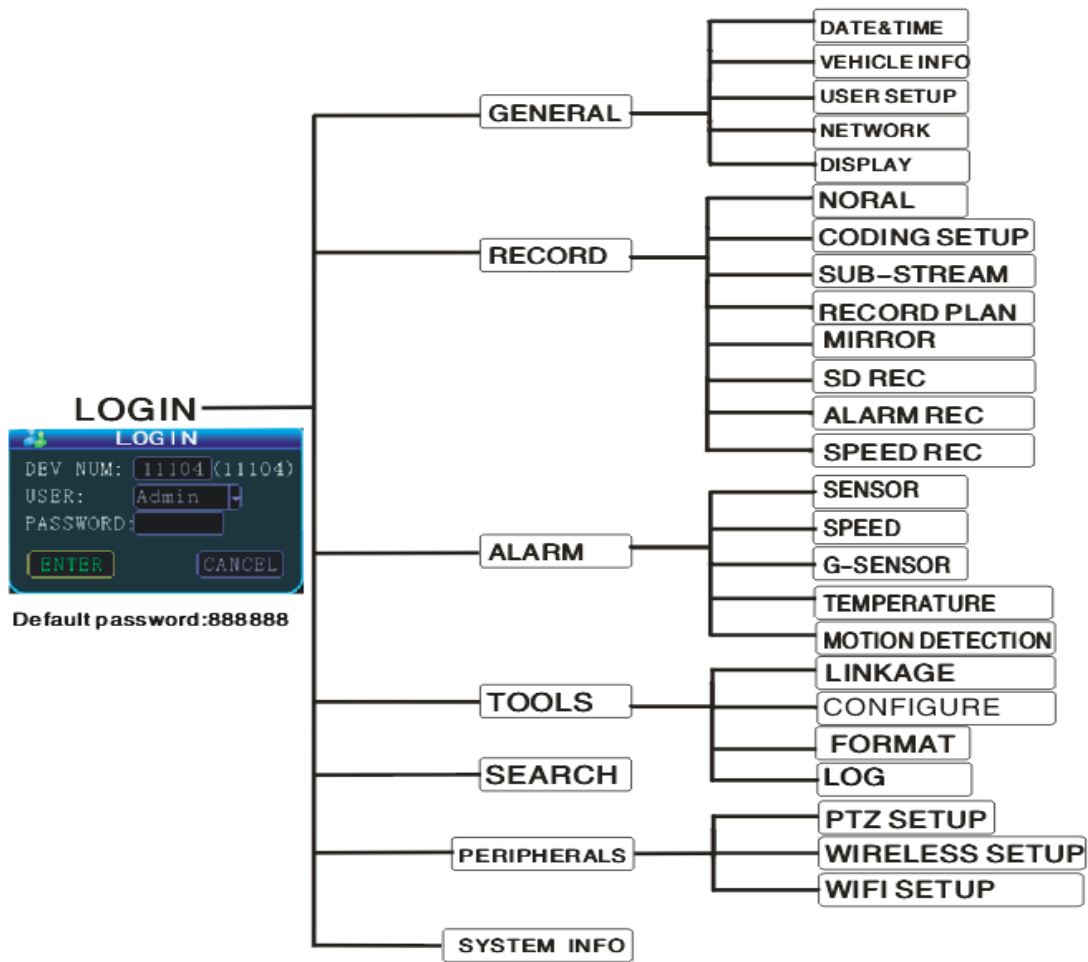 LOGIN
LOGIN
DEV NUM: 11104 (11104)
USER: Admin
PASSWORD:
ENTER CANCEL
Default password:888888
GENERAL
DATE&TIME
VEHICLE INFO
USER SETUP
NETWORK
DISPLAY
RECORD
NORAL
CODING SETUP
SUB-STREAM
RECORD PLAN
MIRROR
SD REC
ALARM REC
SPEED REC
ALARM
SENSOR
SPEED
G-SENSOR
TEMPERATURE
MOTION DETECTION
TOOLS
LINKAGE
CONFIGURE
FORMAT
LOG
SEARCH
PERIPHERALS
PTZ SETUP
WIRELESS SETUP
WIFI SETUP
SYSTEM INFO